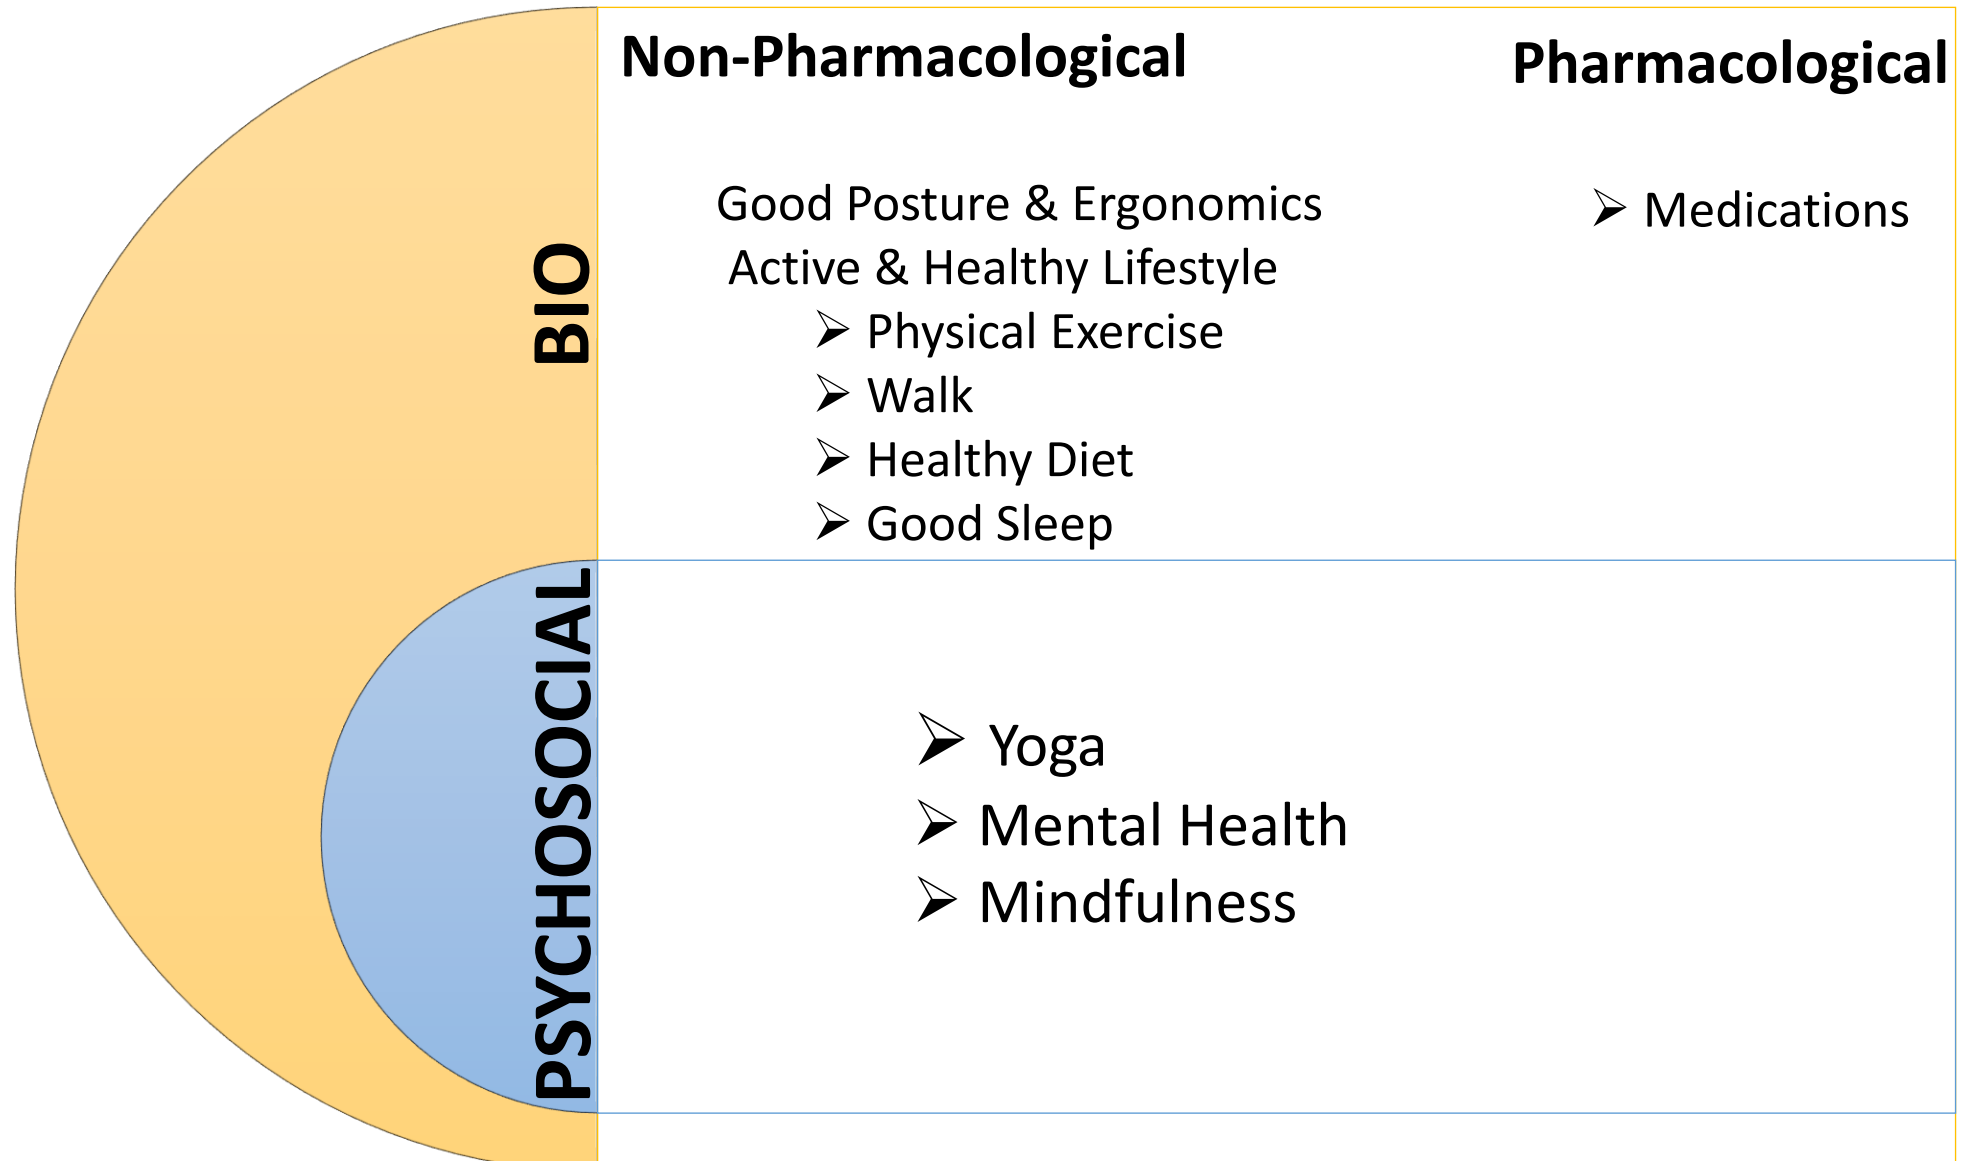 Non-Pharmacological
Pharmacological
BIO
Good Posture & Ergonomics
Active & Healthy Lifestyle
➢ Physical Exercise
➢ Walk
➢ Healthy Diet
➢ Good Sleep
➢ Medications
PSYCHOSOCIAL
➢ Yoga
➢ Mental Health
➢ Mindfulness